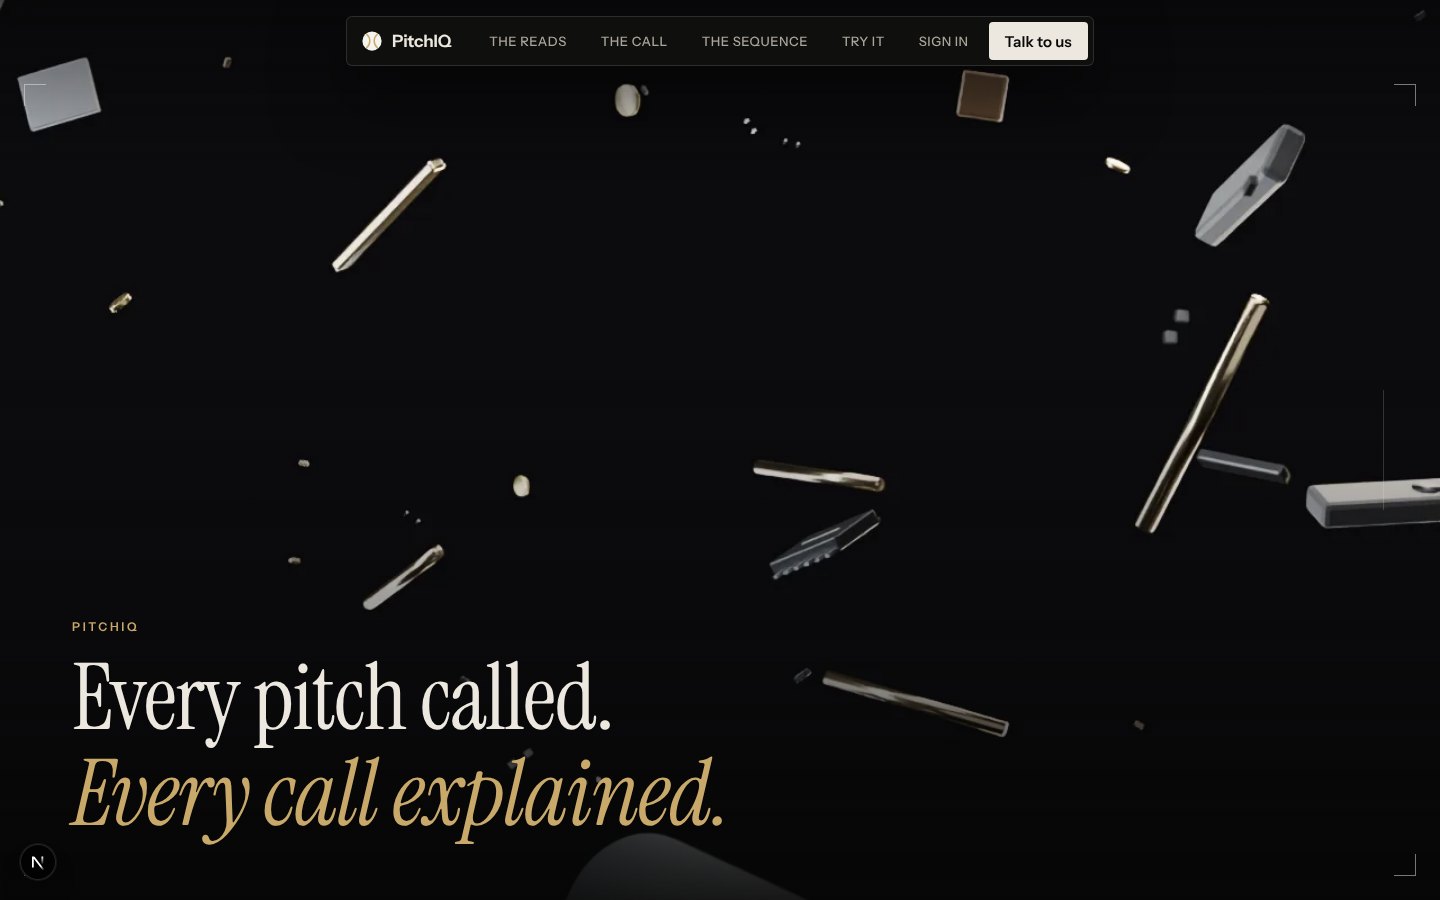 PitchIQ
THE READS
THE CALL
THE SEQUENCE
TRY IT
SIGN IN
Talk to us
PITCHIQ
Every pitch called.
Every call explained.
N